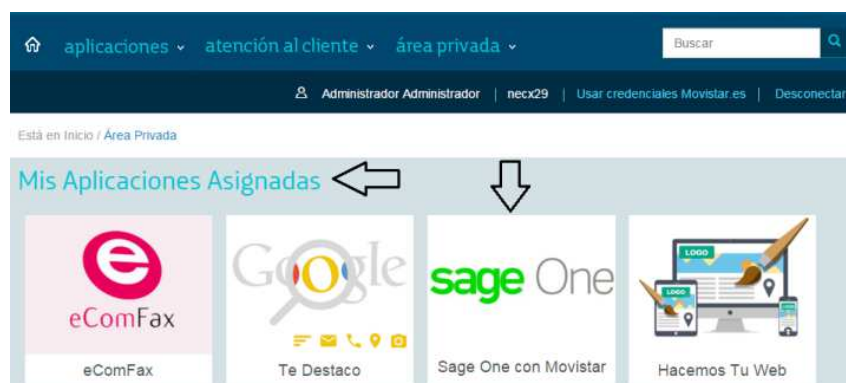 aplicaciones atención al cliente área privada Buscar
Administrador Administrador | necx29 | Usar credenciales Movistar.es | Desconectar
Está en Inicio / Área Privada
Mis Aplicaciones Asignadas
e
eComFax
Google
sage One
LOGO
LOGO
eComFax
Te Destaco
Sage One con Movistar
Hacemos Tu Web